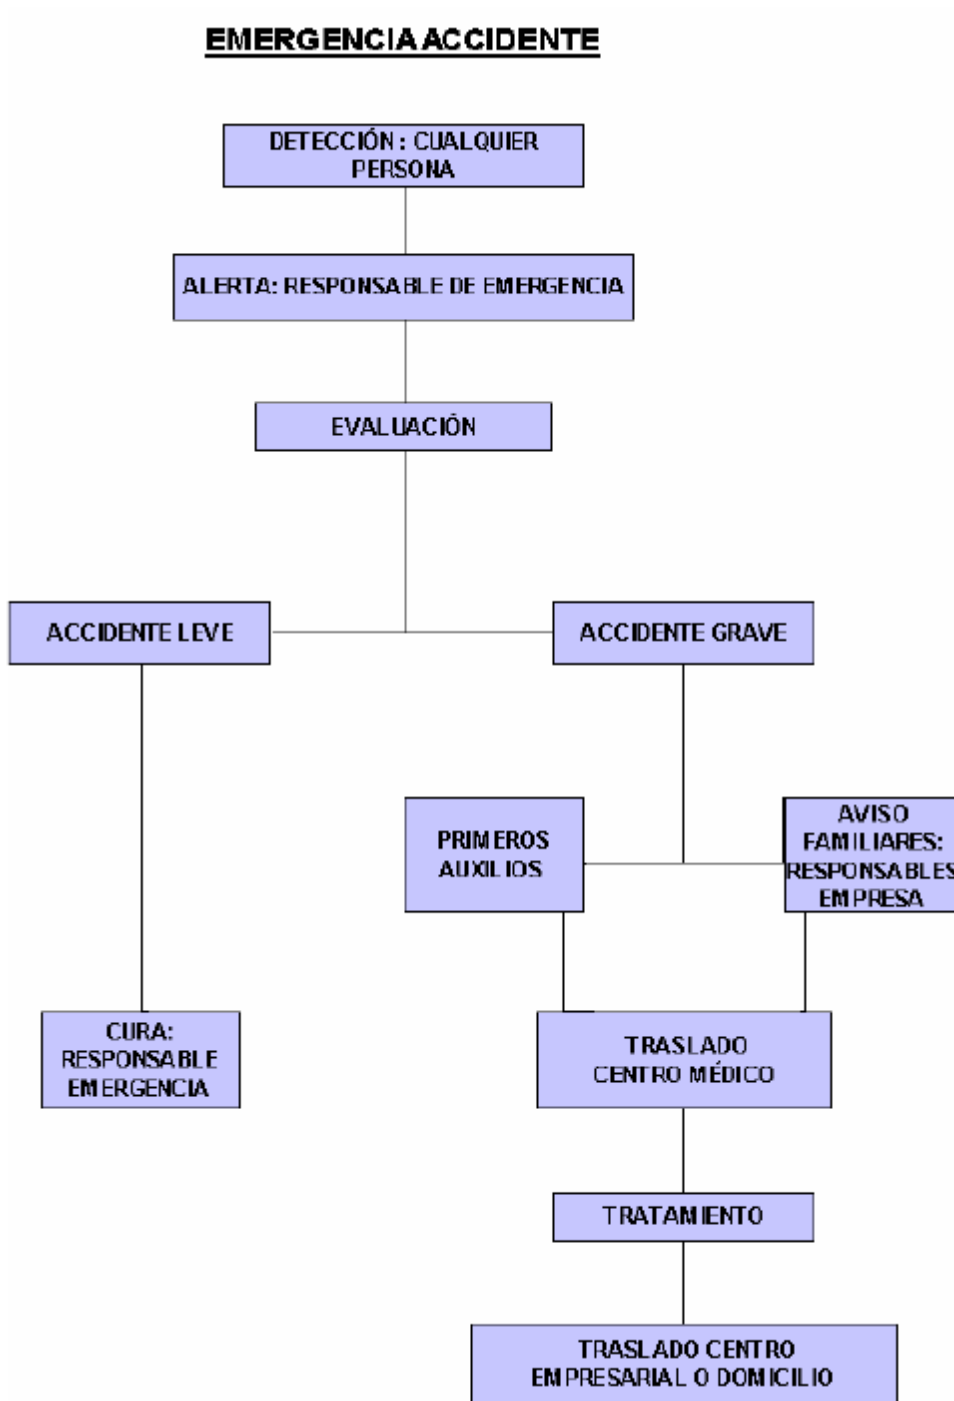 EMERGENCIA ACCIDENTE
DETECCIÓN : CUALQUIER
PERSONA
ALERTA: RESPONSABLE DE EMERGENCIA
EVALUACIÓN
ACCIDENTE LEVE
ACCIDENTE GRAVE
PRIMEROS
AUXILIOS
AVISO
FAMILIARES:
RESPONSABLES
EMPRESA
CURA:
RESPONSABLE
EMERGENCIA
TRASLADO
CENTRO MÉDICO
TRATAMIENTO
TRASLADO CENTRO
EMPRESARIAL O DOMICILIO